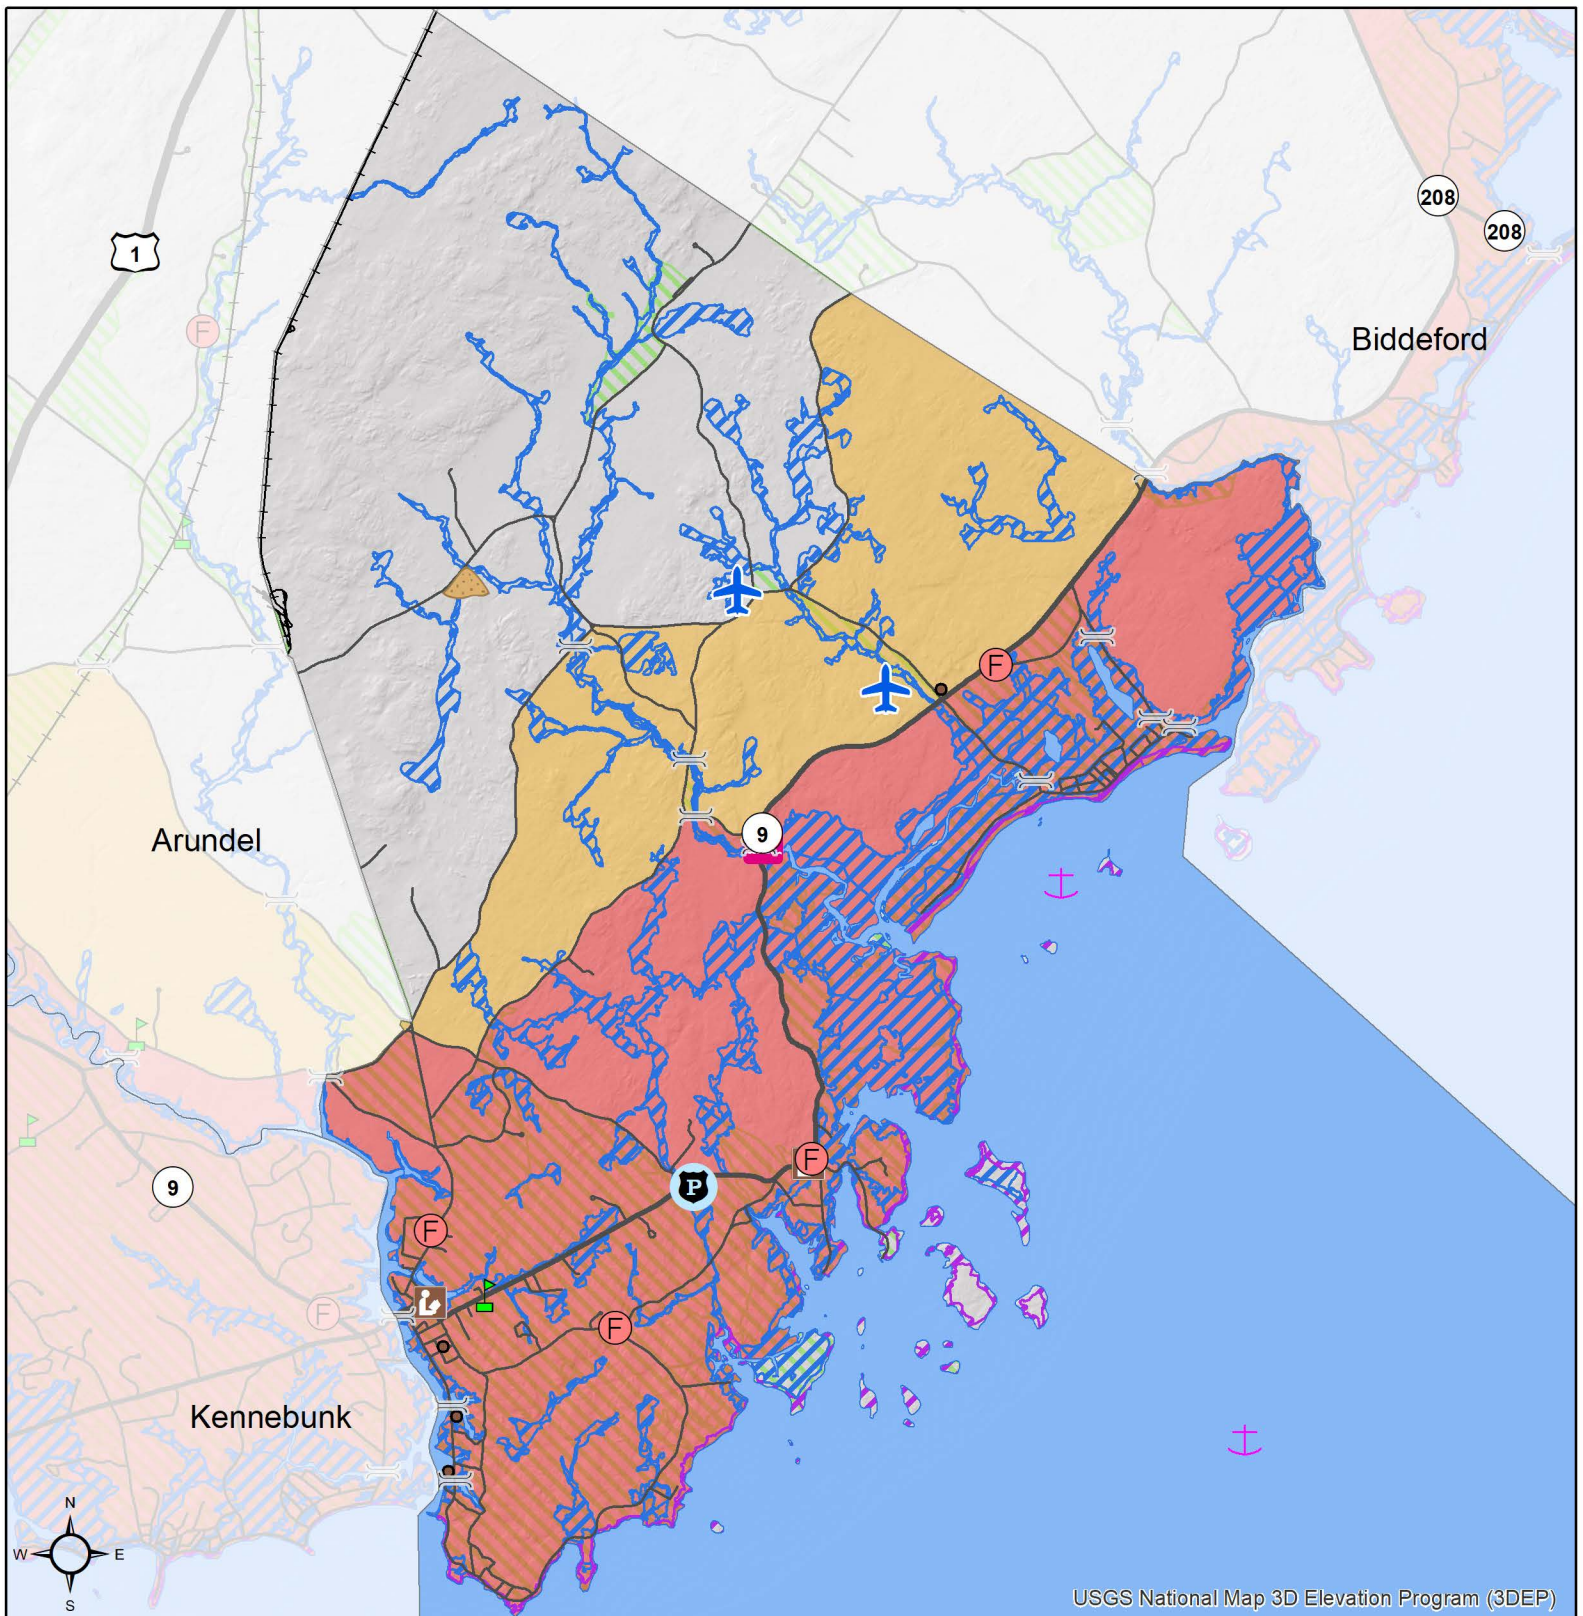 208
208
1
F
Biddeford
F
Arundel
9
F
9
P
F
F
F
Kennebunk
N
W E
S
USGS National Map 3D Elevation Program (3DEP)